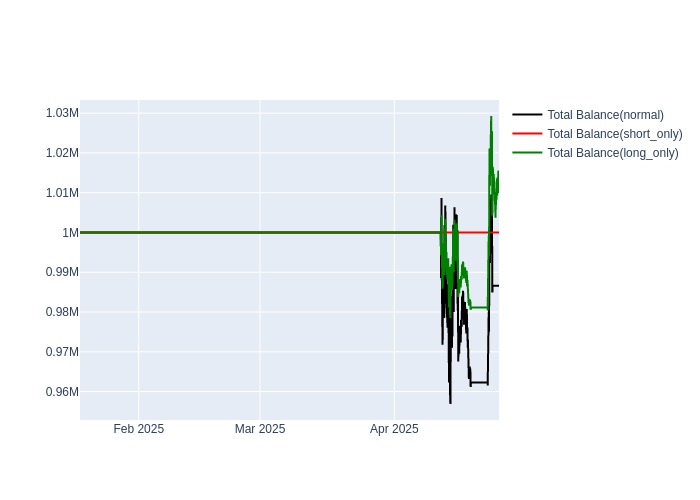 1.03M
1.02M
1.01M
1M
0.99M
0.98M
0.97M
0.96M
Feb 2025
Mar 2025
Apr 2025
Total Balance(normal)
Total Balance(short_only)
Total Balance(long_only)